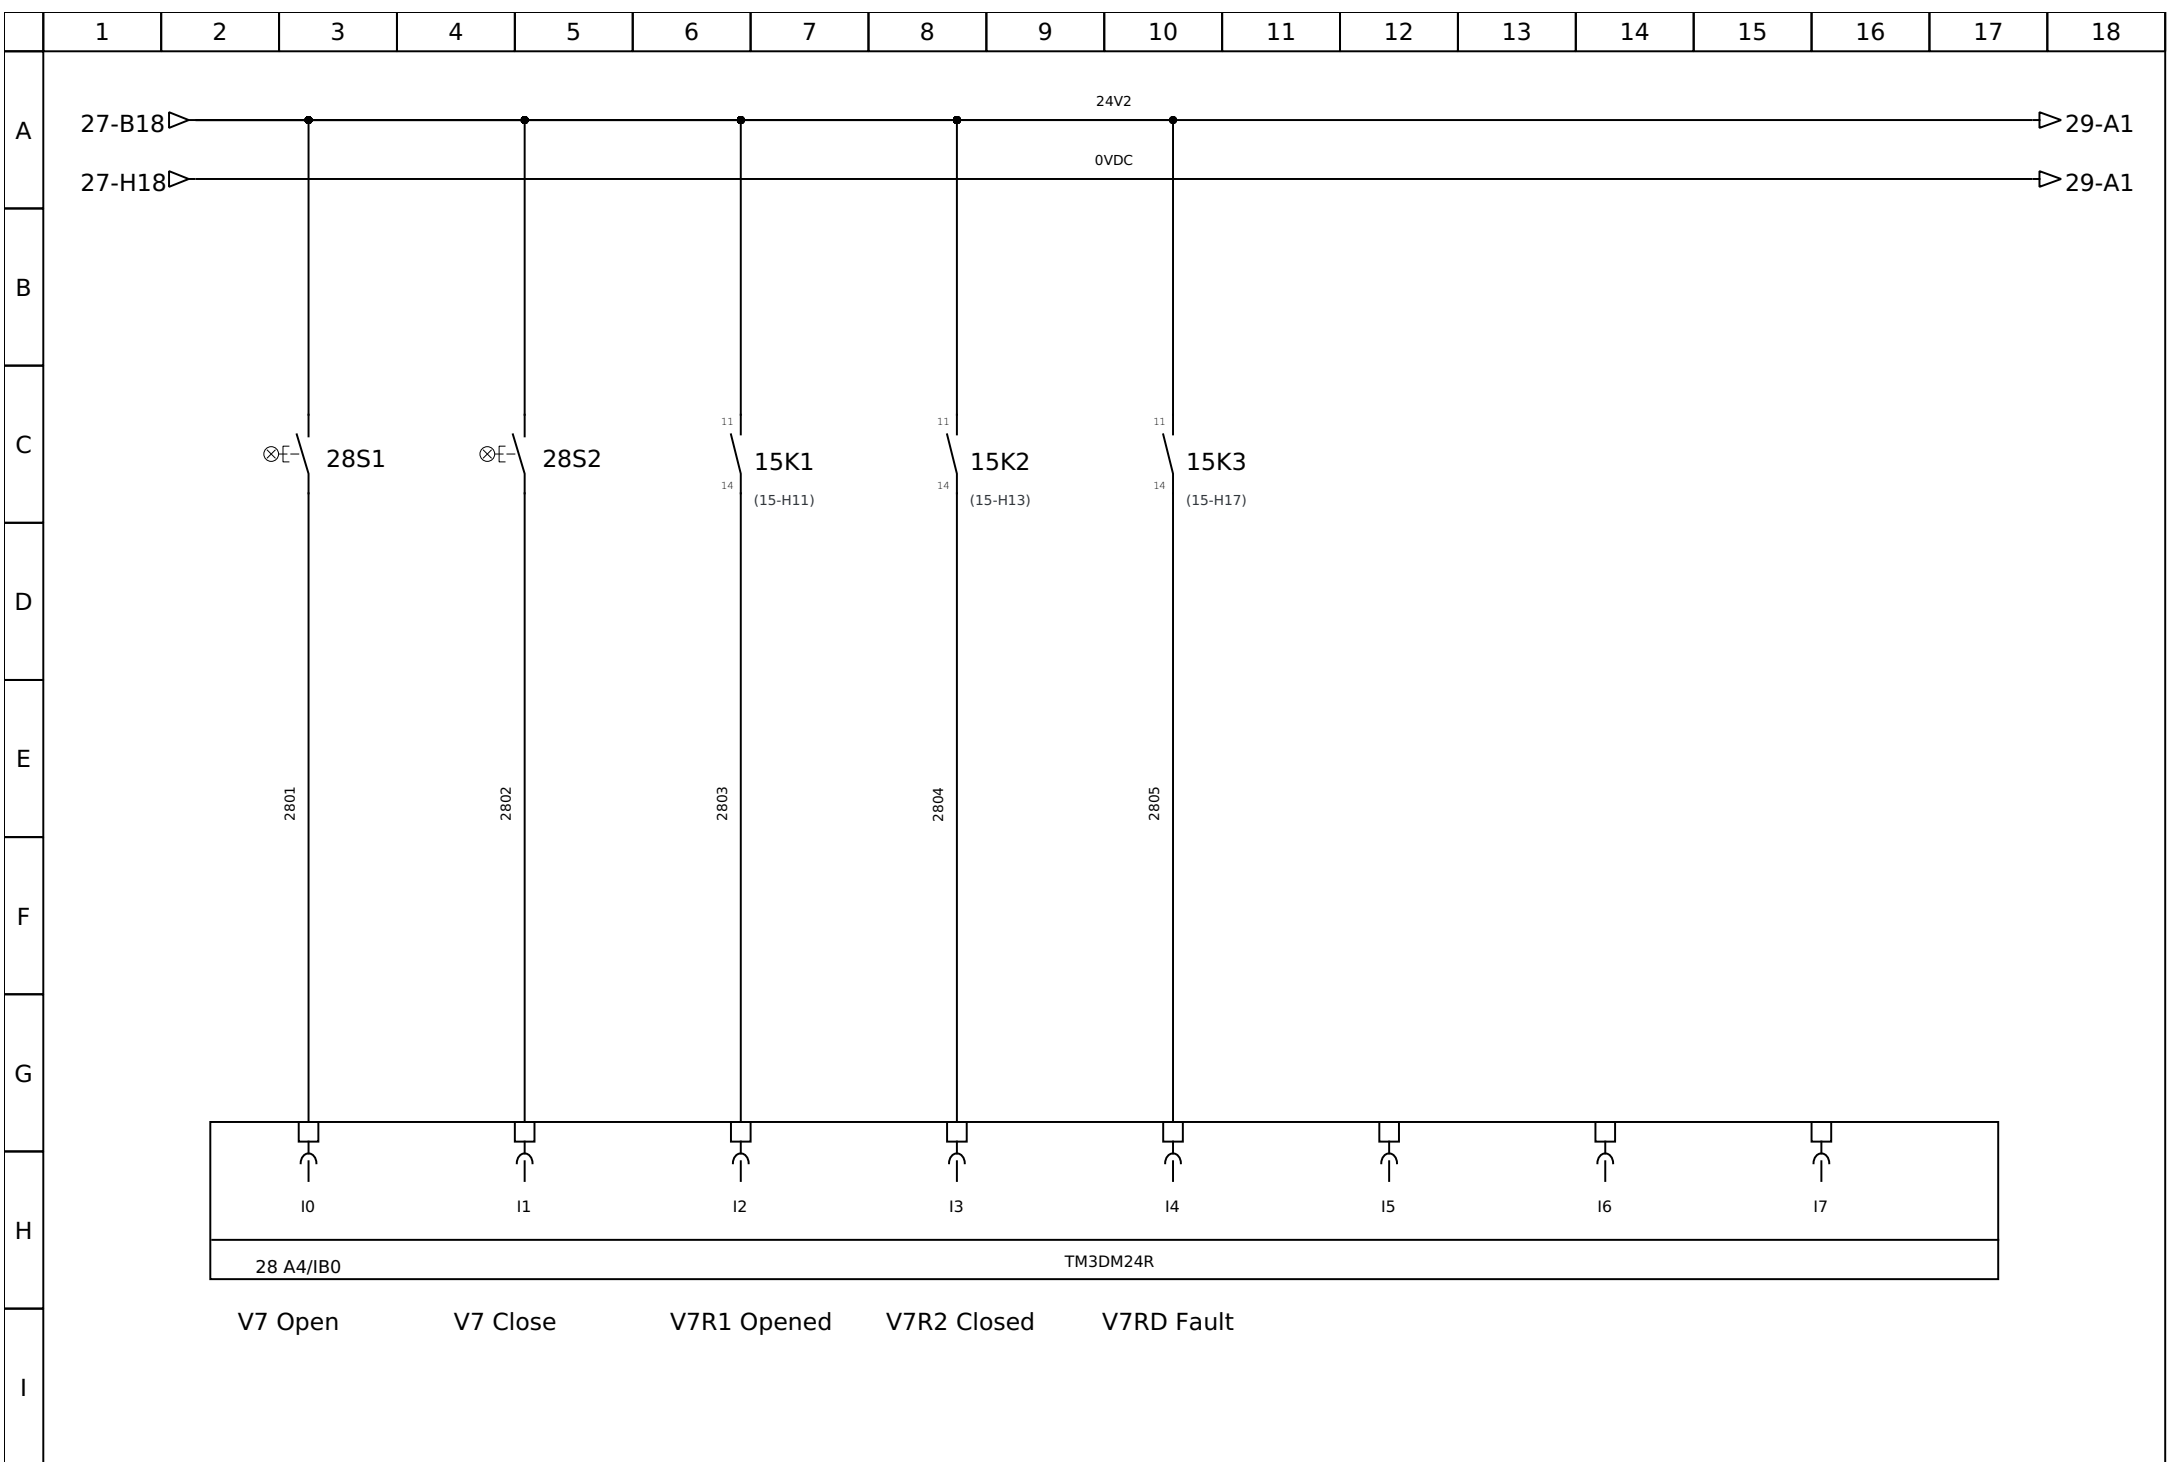 1 2 3 4 5 6 7 8 9 10 11 12 13 14 15 16 17 18
A
24V2
27-B18 29-A1
0VDC
27-H18 29-A1
B
C
11 11 11
28S1 28S2 15K1 15K2 15K3
14 14 14
(15-H11) (15-H13) (15-H17)
D
E
2801 2802 2803 2804 2805
F
G
I0 I1 I2 I3 I4 I5 I6 I7
H
28 A4/IB0 TM3DM24R
V7 Open V7 Close V7R1 Opened V7R2 Closed V7RD Fault
I